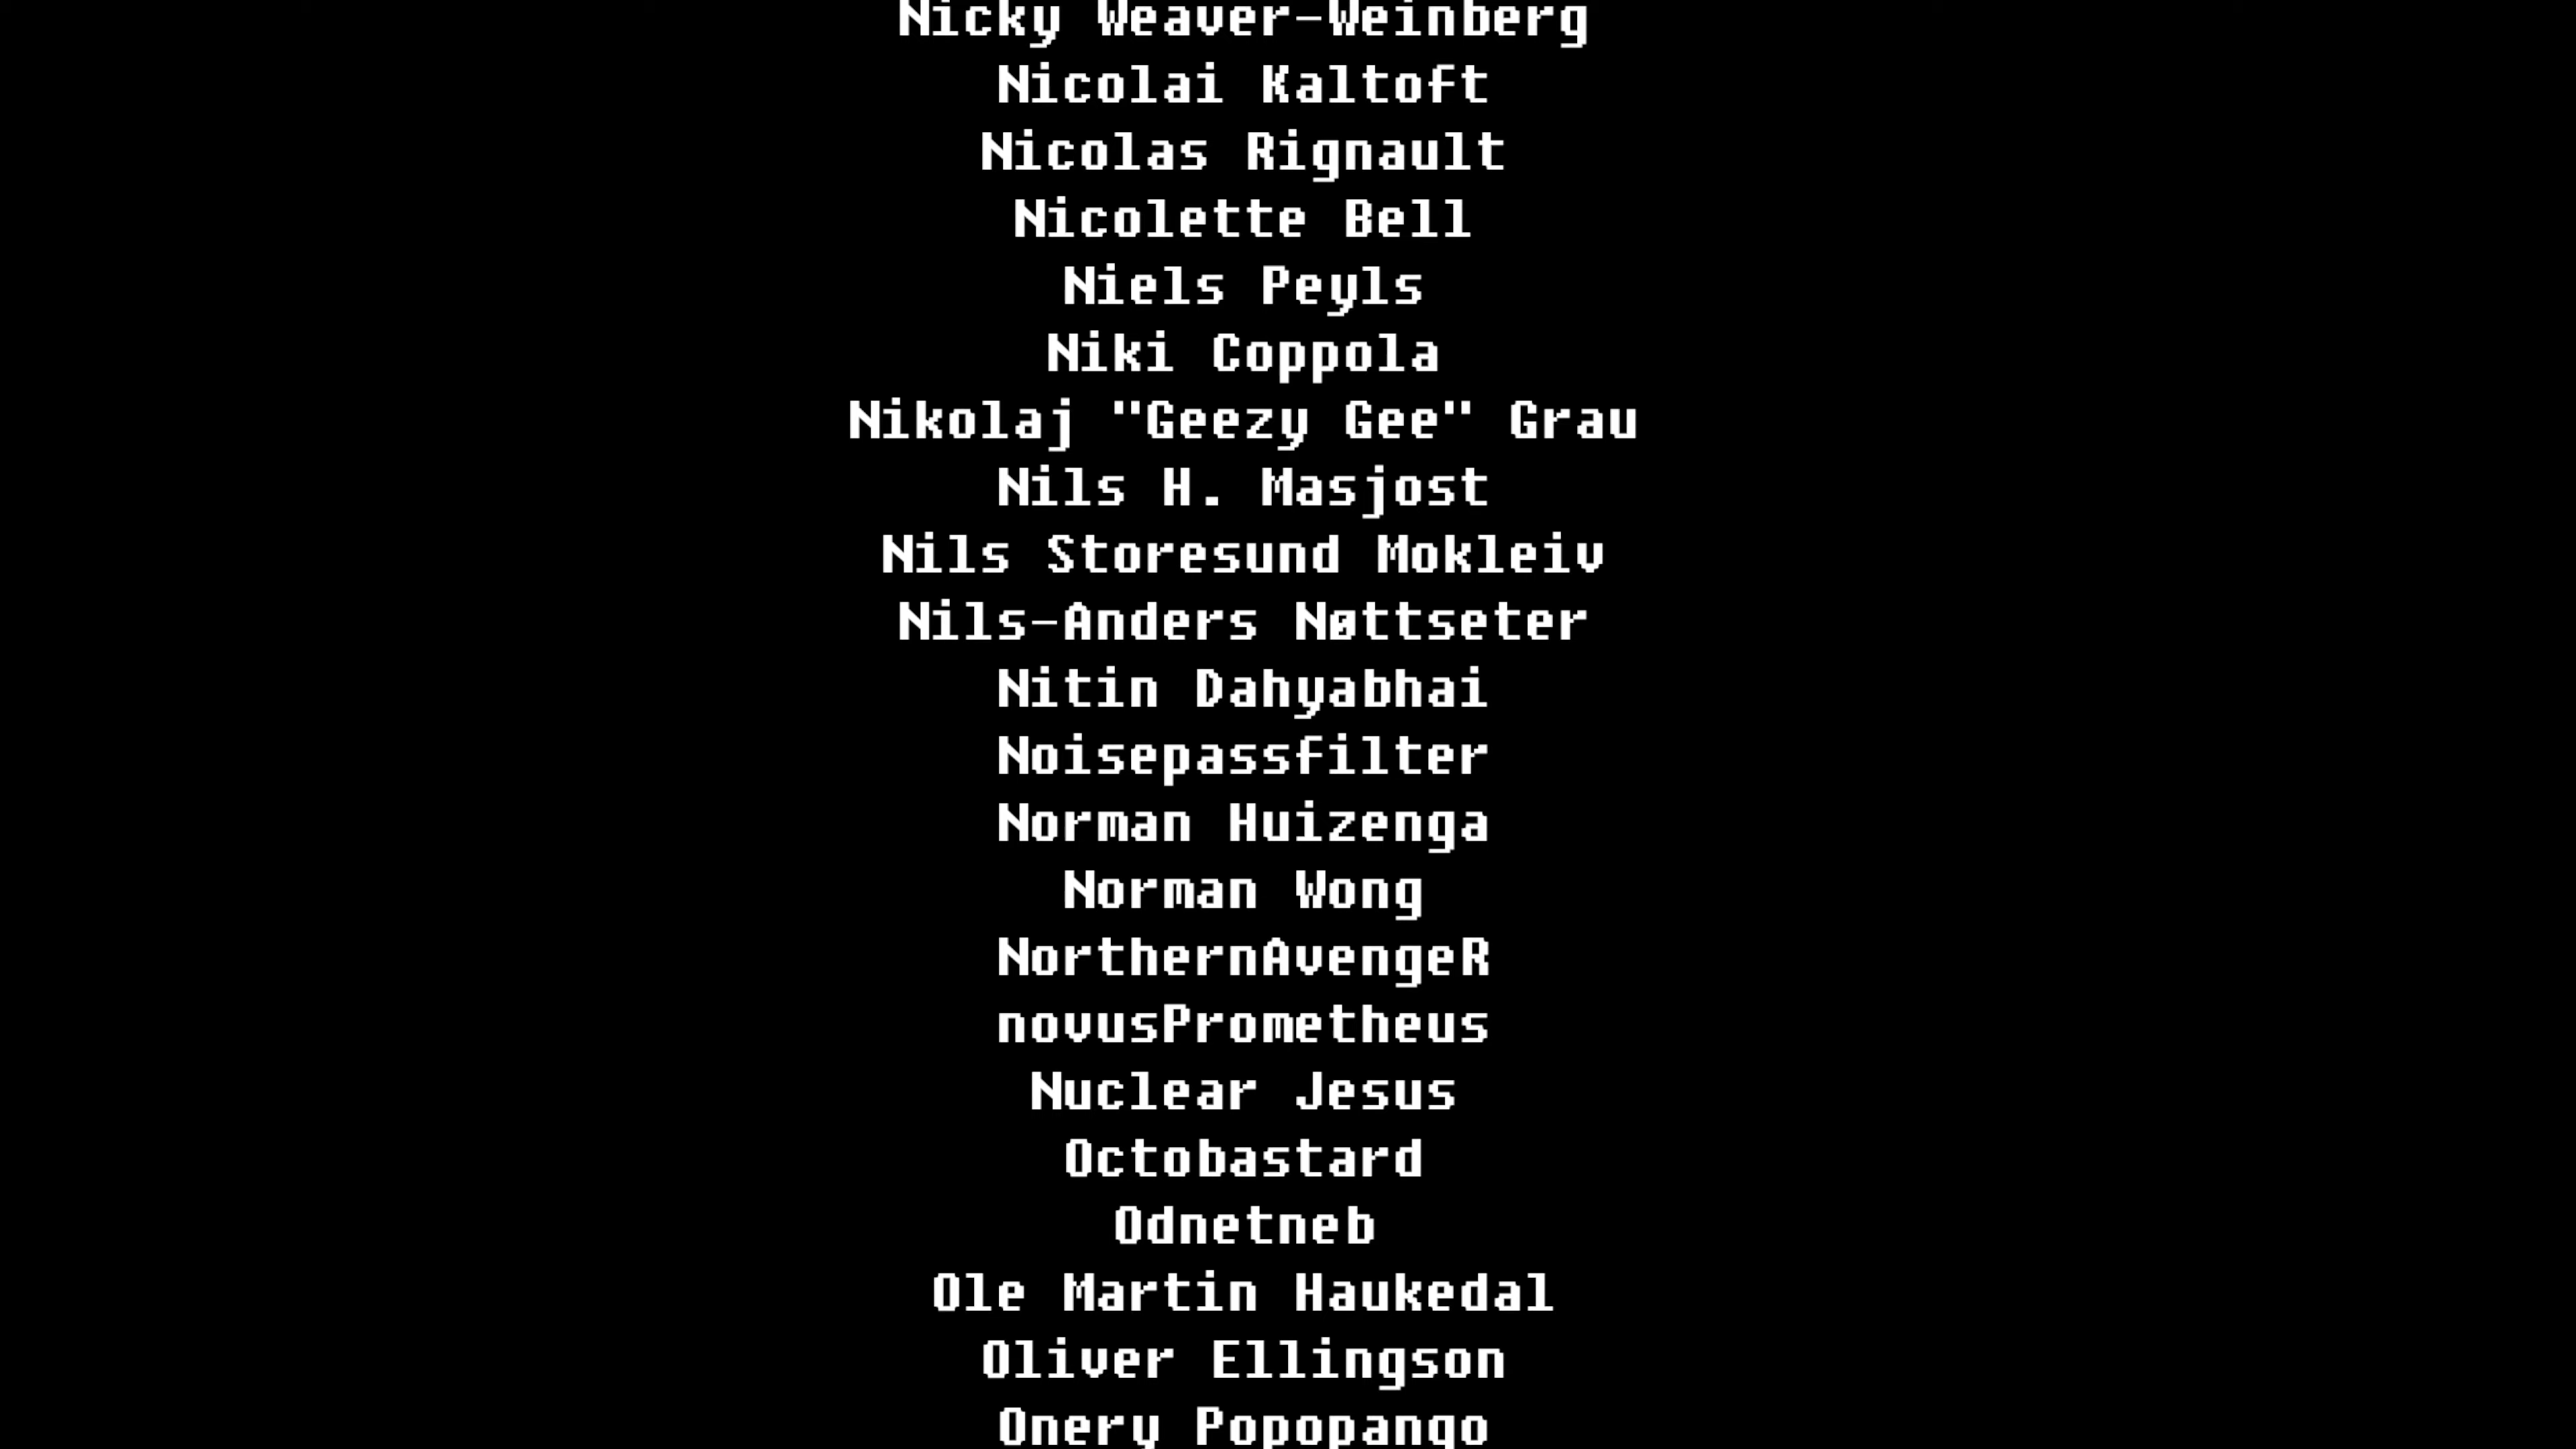 Nicky Weaver-Weinberg
Nicolai Kaltoft
Nicolas Rignault
Nicolette Bell
Niels Peyls
Niki Coppola
Nikolaj "Geezy Gee" Grau
Nils H. Masjost
Nils Storesund Mokleiv
Nils-Anders Nøttseter
Nitin Dahyabhai
Noisepassfilter
Norman Huizenga
Norman Wong
NorthernAvengeR
novusPrometheus
Nuclear Jesus
Octobastard
Odnetneb
Ole Martin Haukedal
Oliver Ellingson
Onery Popopango